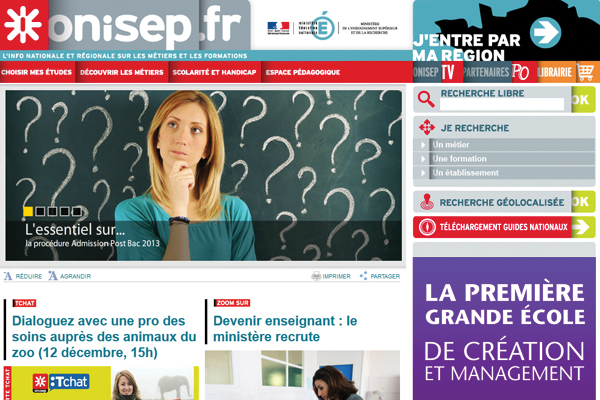 onisep.fr
L'INFO NATIONALE ET RÉGIONALE SUR LES MÉTIERS ET LES FORMATIONS
MINISTÈRE DE L'ENSEIGNEMENT SUPÉRIEUR
ET DE LA RECHERCHE
J'ENTRE PAR
MA RÉGION
CHOISIR MES ÉTUDES DÉCOUVRIR LES MÉTIERS SCOLARITÉ ET HANDICAP ESPACE PÉDAGOGIQUE
ONISEP TV PARTENAIRES PO LIBRAIRIE
RECHERCHE LIBRE
OK
JE RECHERCHE
Un métier
Une formation
Un établissement
RECHERCHE GÉOLOCALISÉE OK
TÉLÉCHARGEMENT GUIDES NATIONAUX
L'essentiel sur...
la procédure Admission Post Bac 2013
A RÉDUIRE A AGRANDIR IMPRIMER PARTAGER
TCHAT
Dialoguez avec une pro des
soins auprès des animaux du
zoo (12 décembre, 15h)
:Tchat
ZOOM SUR
Devenir enseignant : le
ministère recrute
LA PREMIÈRE
GRANDE ÉCOLE
DE CRÉATION
ET MANAGEMENT